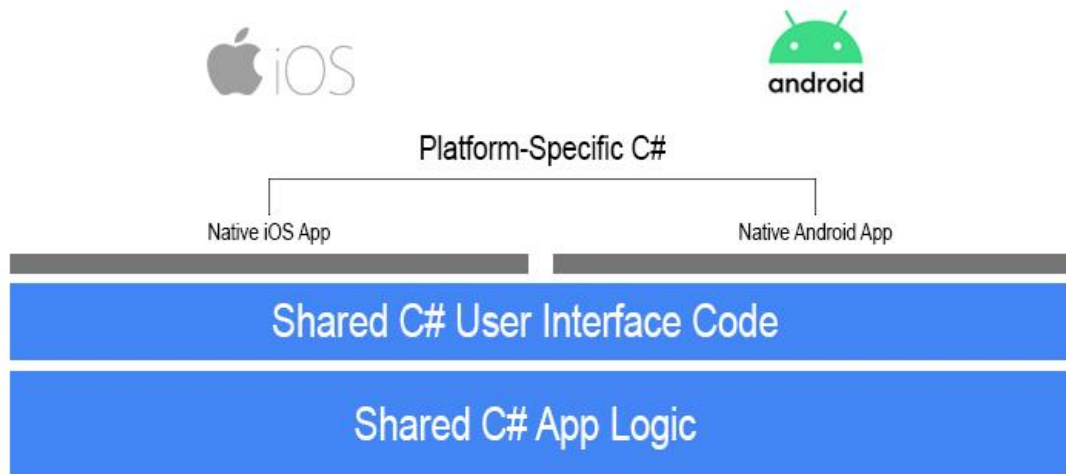 iOS
android
Platform-Specific C#
Native iOS App
Native Android App
Shared C# User Interface Code
Shared C# App Logic